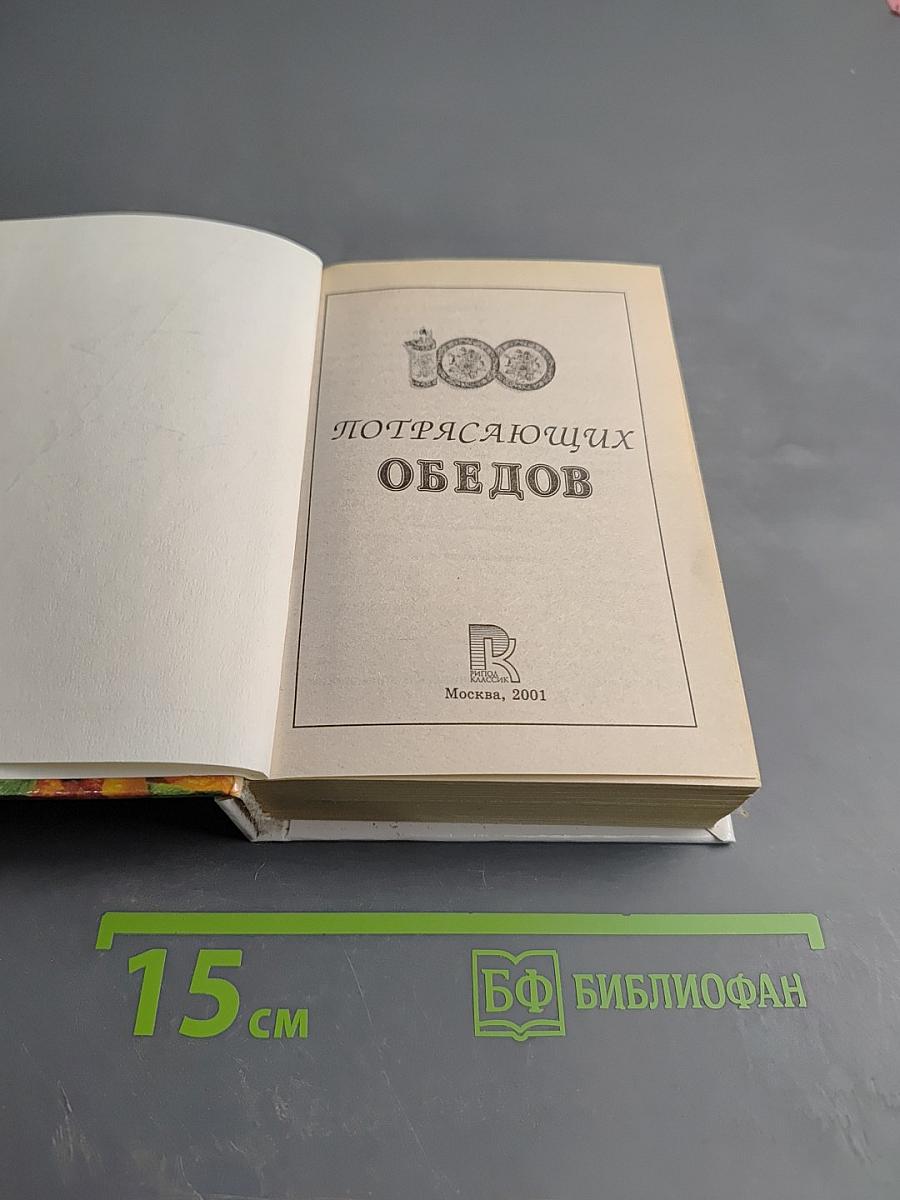 100
ПОТРЯСАЮЩИХ
ОБЕДОВ
РИПОЛ
КЛАССИК
Москва, 2001
15 см
БФ БИБЛИОФАН